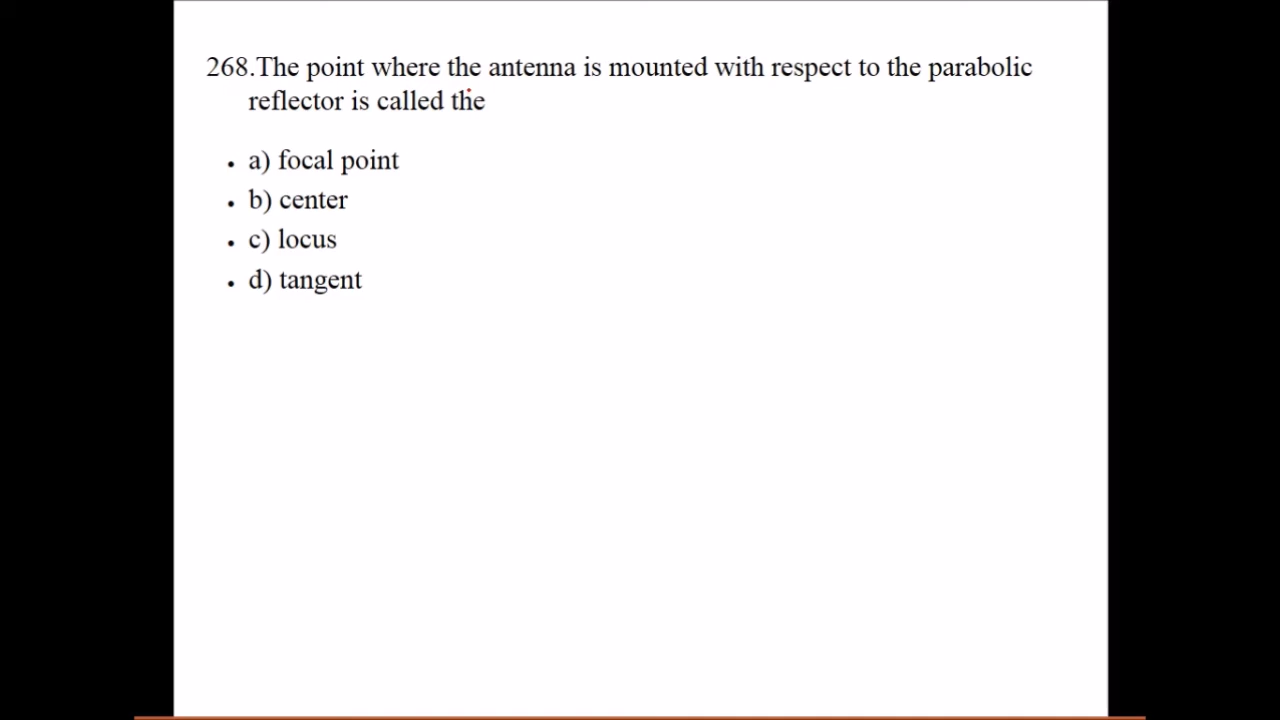 268.The point where the antenna is mounted with respect to the parabolic
reflector is called the
• a) focal point
• b) center
• c) locus
• d) tangent